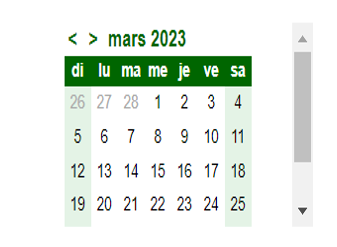 < > mars 2023
di lu ma me je ve sa
26 27 28 1 2 3 4
5 6 7 8 9 10 11
12 13 14 15 16 17 18
19 20 21 22 23 24 25